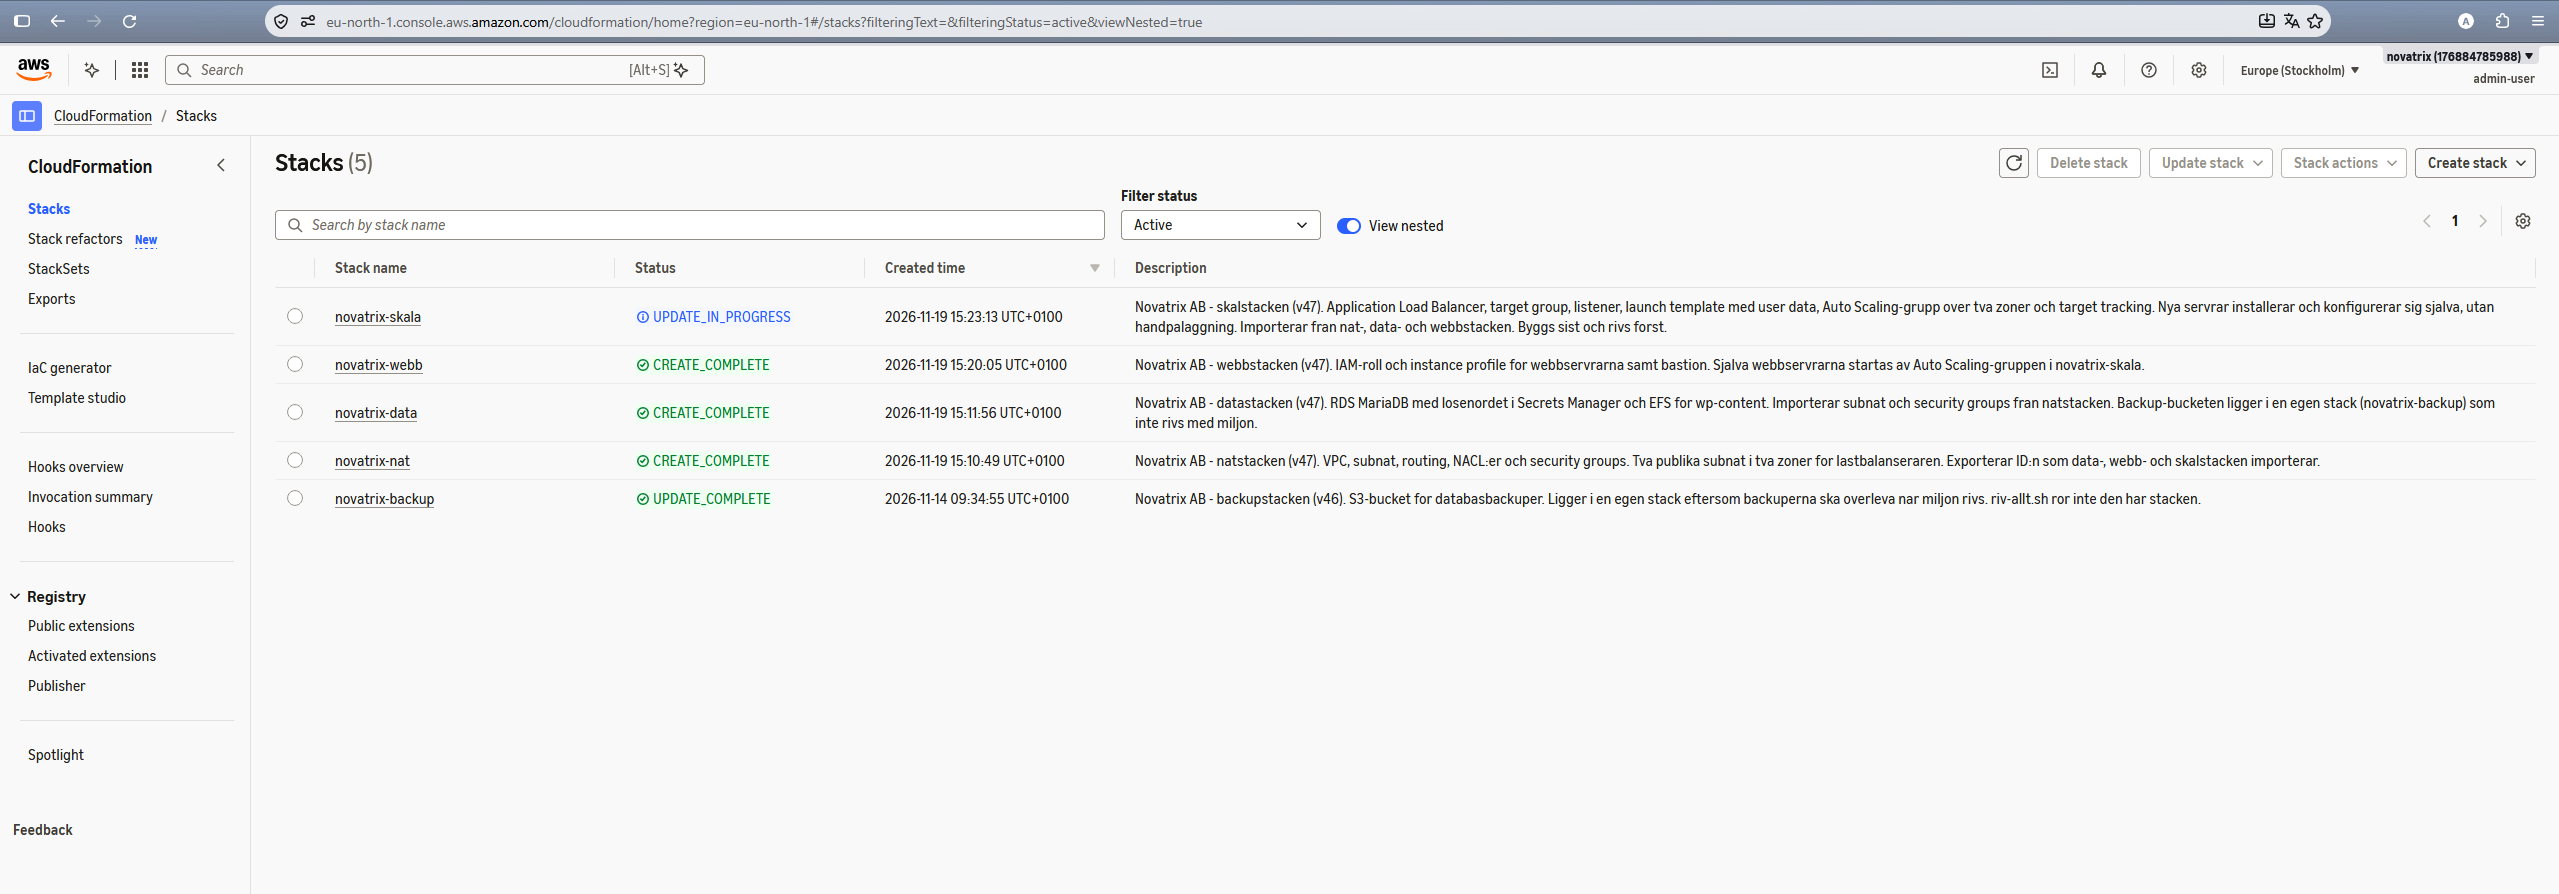 eu-north-1.console.aws.amazon.com/cloudformation/home?region=eu-north-1#/stacks?filteringText=&filteringStatus=active&viewNested=true
A
aws
Search
[Alt+S]
Europe (Stockholm)
novatrix (176884785988)
admin-user
CloudFormation / Stacks
CloudFormation
Stacks
Stack refactors New
StackSets
Exports
IaC generator
Template studio
Hooks overview
Invocation summary
Hooks
Registry
Public extensions
Activated extensions
Publisher
Spotlight
Feedback
Stacks (5)
Delete stack
Update stack
Stack actions
Create stack
Filter status
Search by stack name
Active
View nested
1
Stack name Status Created time Description
novatrix-skala UPDATE_IN_PROGRESS 2026-11-19 15:23:13 UTC+0100 Novatrix AB - skalstacken (v47). Application Load Balancer, target group, listener, launch template med user data, Auto Scaling-grupp over tva zoner och target tracking. Nya servrar installerar och konfigurerar sig sjalva, utan
handpalaggning. Importerar fran nat-, data- och webbstacken. Byggs sist och rivs forst.
novatrix-webb CREATE_COMPLETE 2026-11-19 15:20:05 UTC+0100 Novatrix AB - webbstacken (v47). IAM-roll och instance profile for webbservrarna samt bastion. Sjalva webbservrarna startas av Auto Scaling-gruppen i novatrix-skala.
novatrix-data CREATE_COMPLETE 2026-11-19 15:11:56 UTC+0100 Novatrix AB - datastacken (v47). RDS MariaDB med losenordet i Secrets Manager och EFS for wp-content. Importerar subnat och security groups fran natstacken. Backup-bucketen ligger i en egen stack (novatrix-backup) som
inte rivs med miljon.
novatrix-nat CREATE_COMPLETE 2026-11-19 15:10:49 UTC+0100 Novatrix AB - natstacken (v47). VPC, subnat, routing, NACL:er och security groups. Tva publika subnat i tva zoner for lastbalanseraren. Exporterar ID:n som data-, webb- och skalstacken importerar.
novatrix-backup UPDATE_COMPLETE 2026-11-14 09:34:55 UTC+0100 Novatrix AB - backupstacken (v46). S3-bucket for databasbackuper. Ligger i en egen stack eftersom backuperna ska overleva nar miljon rivs. riv-allt.sh ror inte den har stacken.